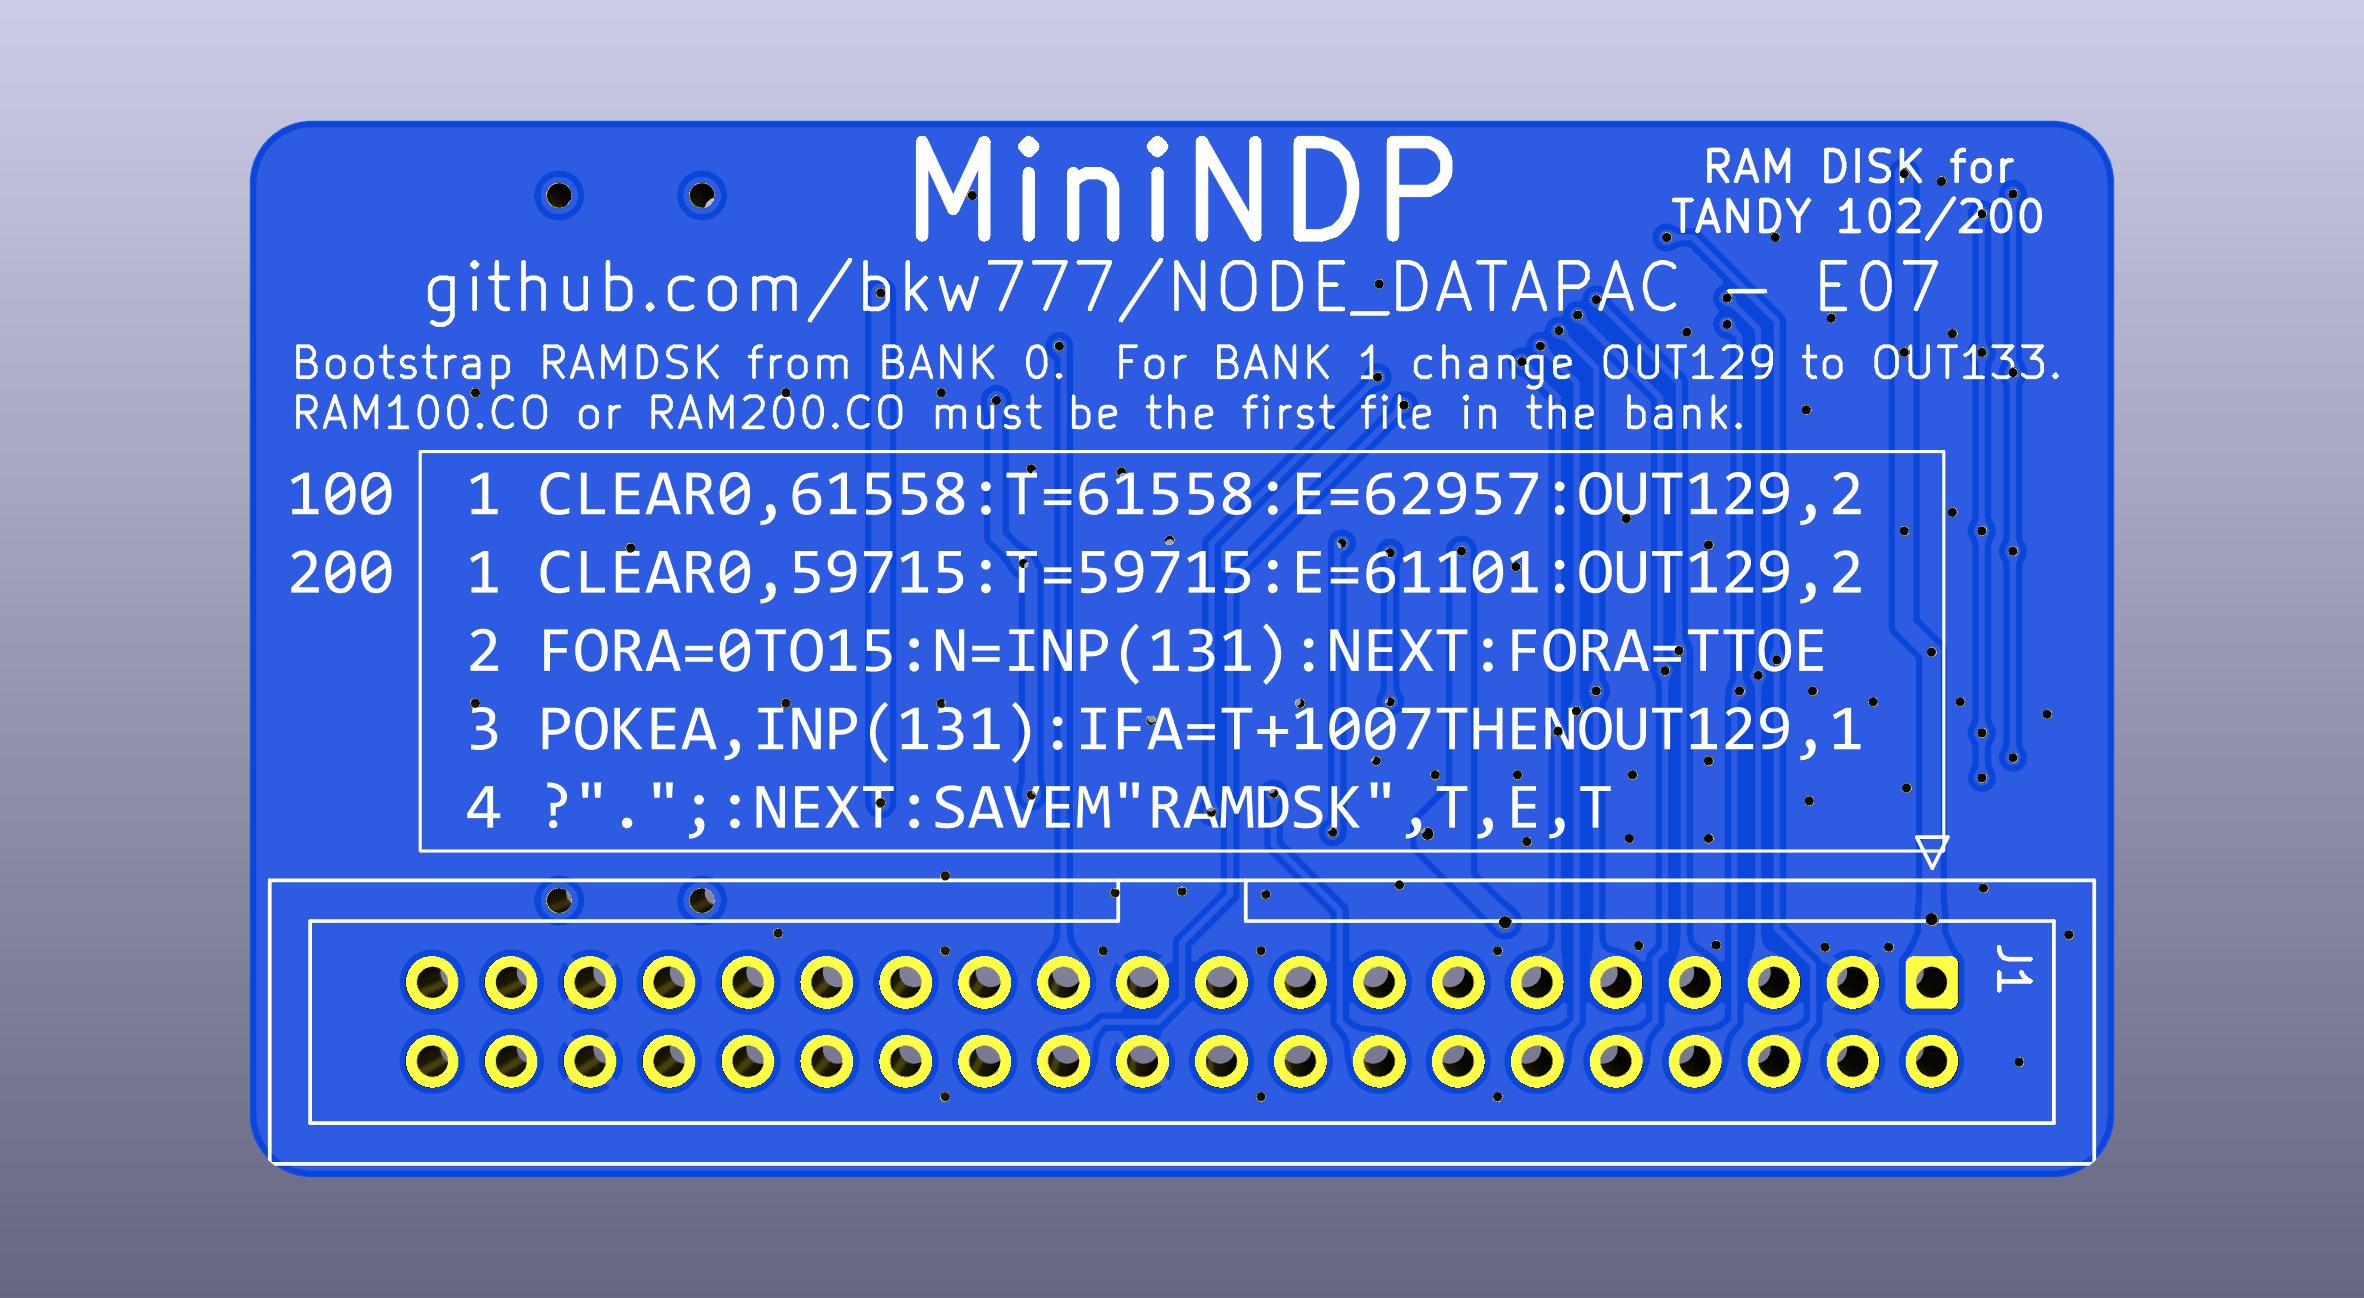 MiniNDP
RAM DISK for
TANDY 102/200
github.com/bkw777/NODE_DATAPAC - E07
Bootstrap RAMDSK from BANK 0.  For BANK 1 change OUT129 to OUT133.
RAM100.CO or RAM200.CO must be the first file in the bank.
100 1 CLEAR0,61558:T=61558:E=62957:OUT129,2
200 1 CLEAR0,59715:T=59715:E=61101:OUT129,2
2 FORA=0TO15:N=INP(131):NEXT:FORA=TTOE
3 POKEA,INP(131):IFA=T+1007THENOUT129,1
4 ?".";:NEXT:SAVEM"RAMDSK",T,E,T
J1